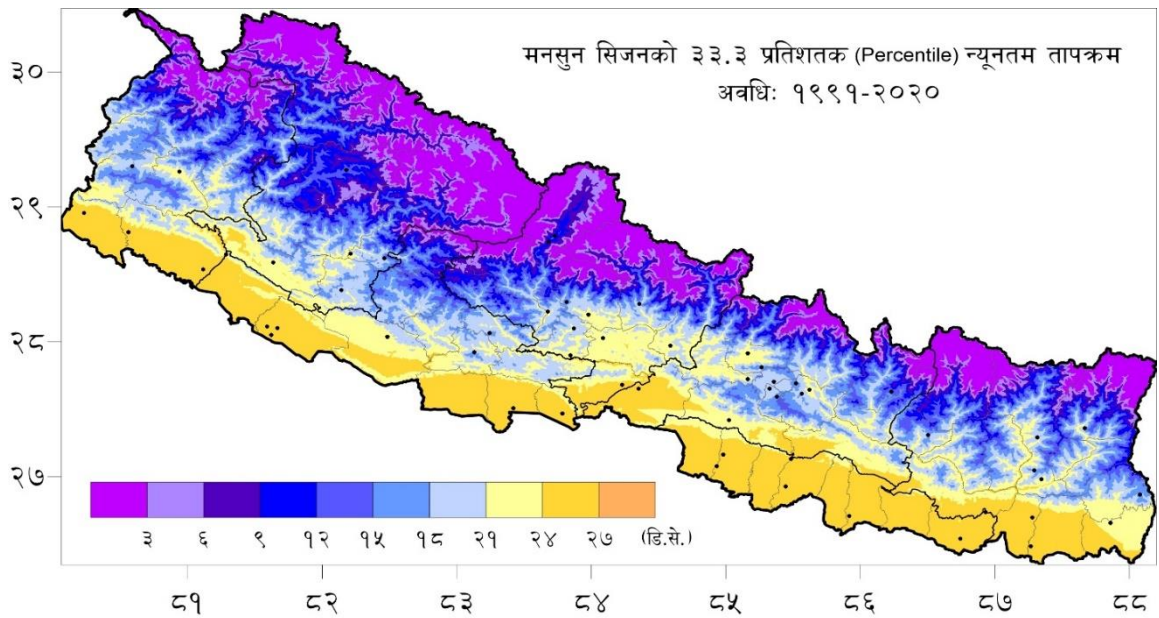 मनसुन सिजनको ३३.३ प्रतिशतक (Percentile) न्यूनतम तापक्रम
अवधिः १९९१-२०२०
३०
२९
२८
२७
३ ६ ९ १२ १५ १८ २१ २४ २७ (डि.से.)
८१ ८२ ८३ ८४ ८५ ८६ ८७ ८८